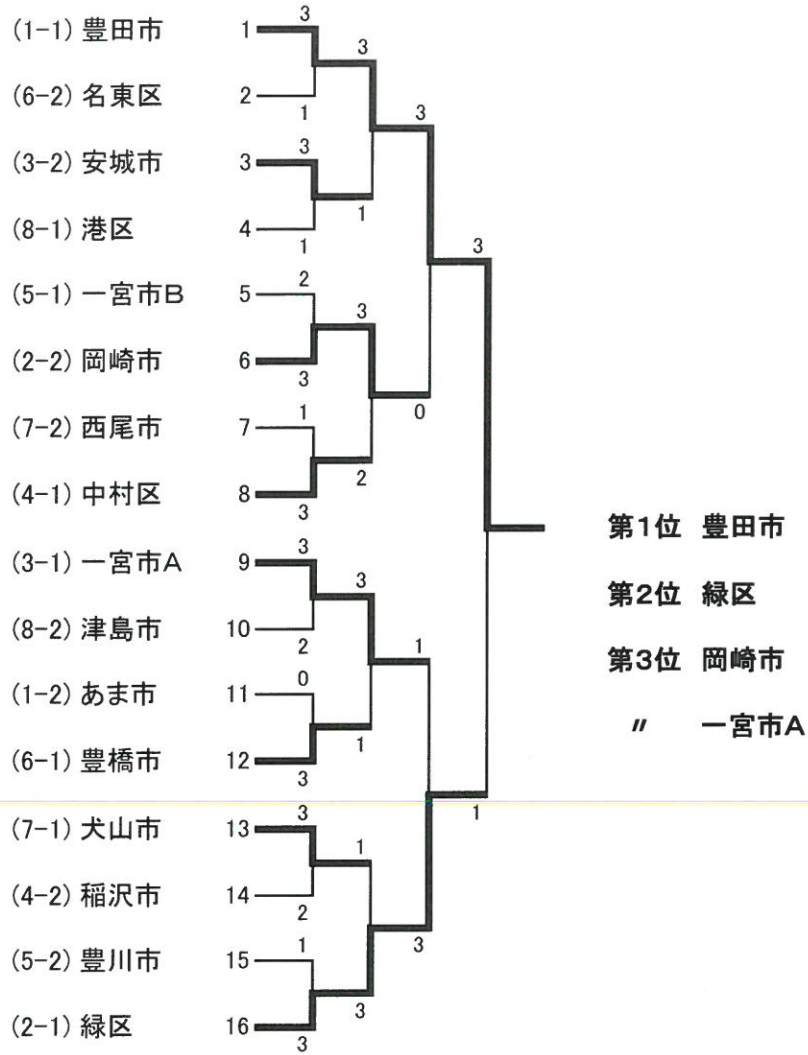 (1-1) 豊田市 1 3
3
(6-2) 名東区 2 1
3
(3-2) 安城市 3 3
1
(8-1) 港区 4 1
3
(5-1) 一宮市B 5 2
3
(2-2) 岡崎市 6 3
0
(7-2) 西尾市 7 1
2
(4-1) 中村区 8 3
第1位 豊田市
(3-1) 一宮市A 9 3
3
第2位 緑区
(8-2) 津島市 10 2
1
第3位 岡崎市
(1-2) あま市 11 0
1
〃 一宮市A
(6-1) 豊橋市 12 3
1
(7-1) 犬山市 13 3
1
(4-2) 稲沢市 14 2
3
(5-2) 豊川市 15 1
3
(2-1) 緑区 16 3